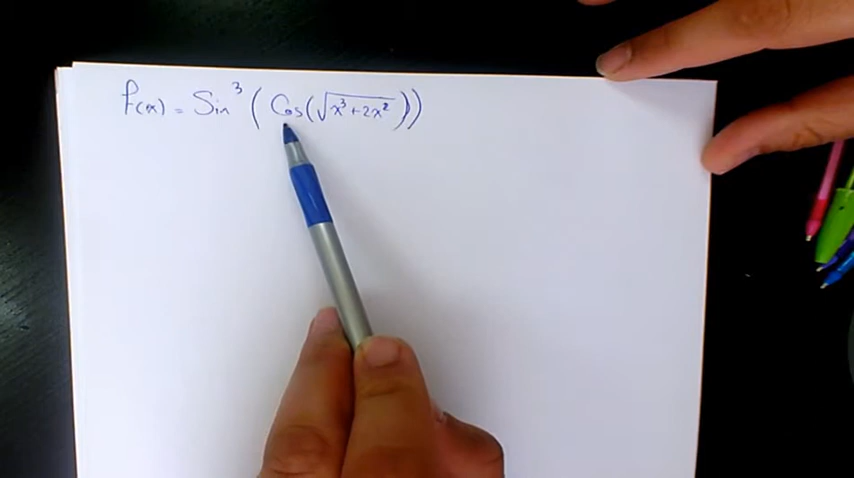 f(x) = Sin³ ( Cos(√x³+2x²))